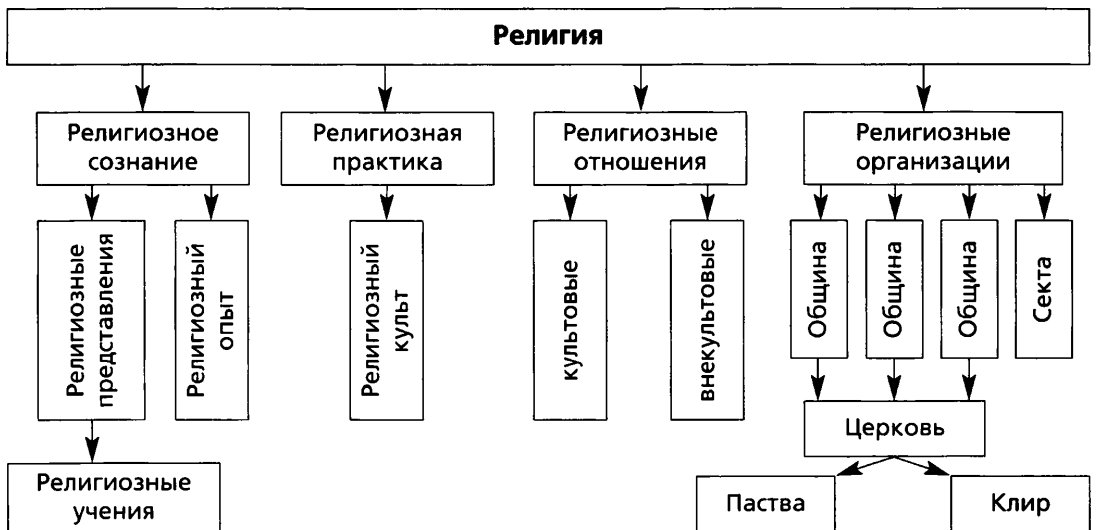 Религия
Религиозное
сознание
Религиозная
практика
Религиозные
отношения
Религиозные
организации
Религиозные
представления
Религиозный
опыт
Религиозный
культ
культовые
внекультовые
Община
Община
Община
Секта
Церковь
Религиозные
учения
Паства
Клир